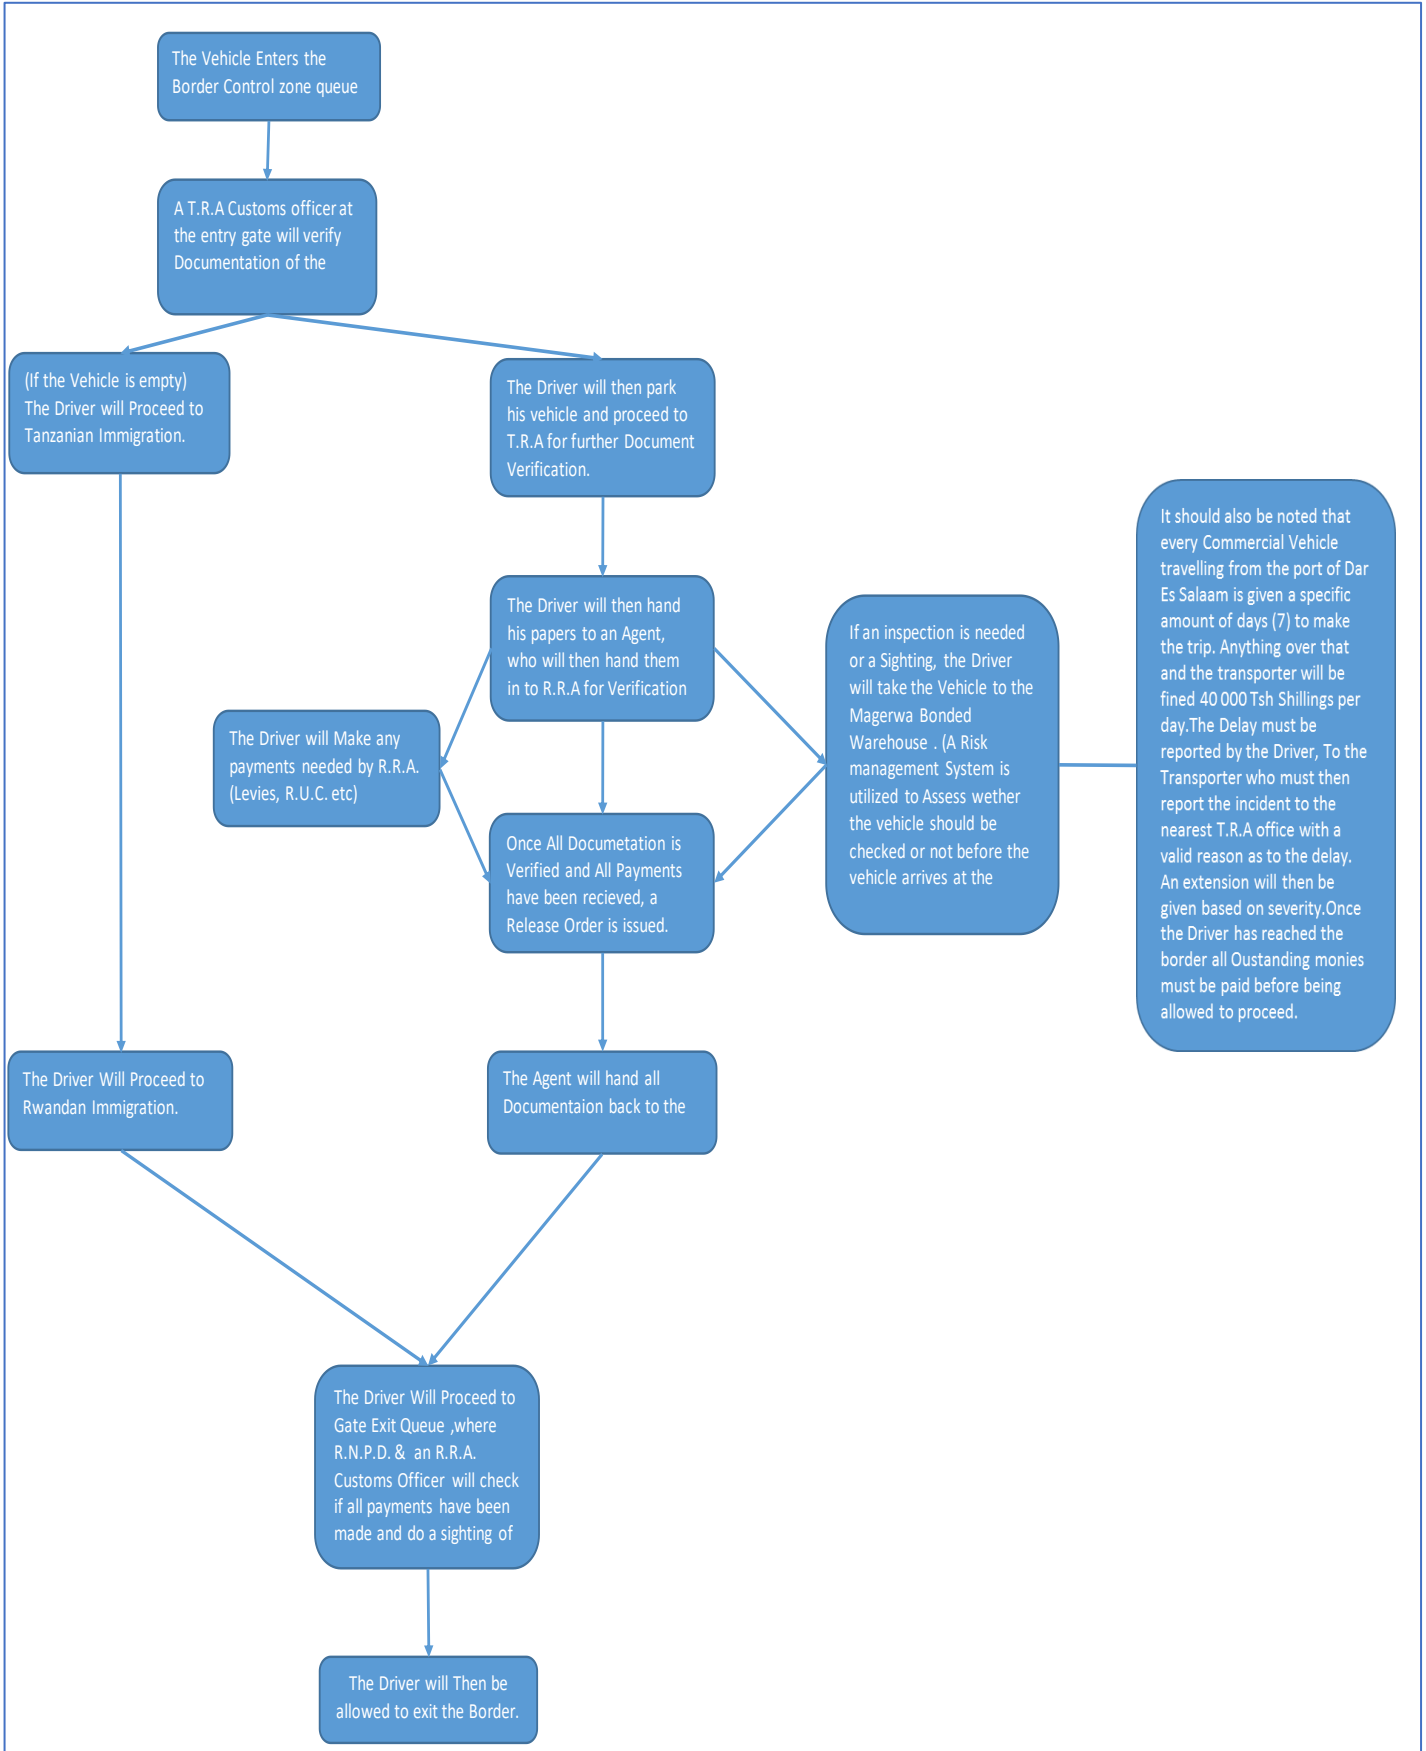 The Vehicle Enters the
Border Control zone queue
A T.R.A Customs officer at
the entry gate will verify
Documentation of the
(If the Vehicle is empty)
The Driver will Proceed to
Tanzanian Immigration.
The Driver will then park
his vehicle and proceed to
T.R.A for further Document
Verification.
The Driver will then hand
his papers to an Agent,
who will then hand them
in to R.R.A for Verification
The Driver will Make any
payments needed by R.R.A.
(Levies, R.U.C. etc)
If an inspection is needed
or a Sighting, the Driver
will take the Vehicle to the
Magerwa Bonded
Warehouse . (A Risk
management System is
utilized to Assess wether
the vehicle should be
checked or not before the
vehicle arrives at the
It should also be noted that
every Commercial Vehicle
travelling from the port of Dar
Es Salaam is given a specific
amount of days (7) to make
the trip. Anything over that
and the transporter will be
fined 40 000 Tsh Shillings per
day.The Delay must be
reported by the Driver, To the
Transporter who must then
report the incident to the
nearest T.R.A office with a
valid reason as to the delay.
An extension will then be
given based on severity.Once
the Driver has reached the
border all Oustanding monies
must be paid before being
allowed to proceed.
Once All Documetation is
Verified and All Payments
have been recieved, a
Release Order is issued.
The Driver Will Proceed to
Rwandan Immigration.
The Agent will hand all
Documentaion back to the
The Driver Will Proceed to
Gate Exit Queue ,where
R.N.P.D. & an R.R.A.
Customs Officer will check
if all payments have been
made and do a sighting of
The Driver will Then be
allowed to exit the Border.